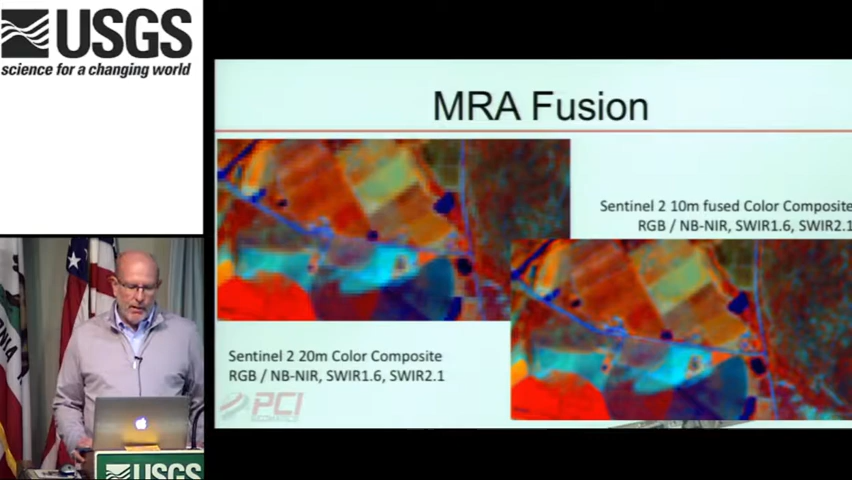 USGS
science for a changing world
MRA Fusion
Sentinel 2 10m fused Color Composite
RGB / NB-NIR, SWIR1.6, SWIR2.1
Sentinel 2 20m Color Composite
RGB / NB-NIR, SWIR1.6, SWIR2.1
PCI
USGS